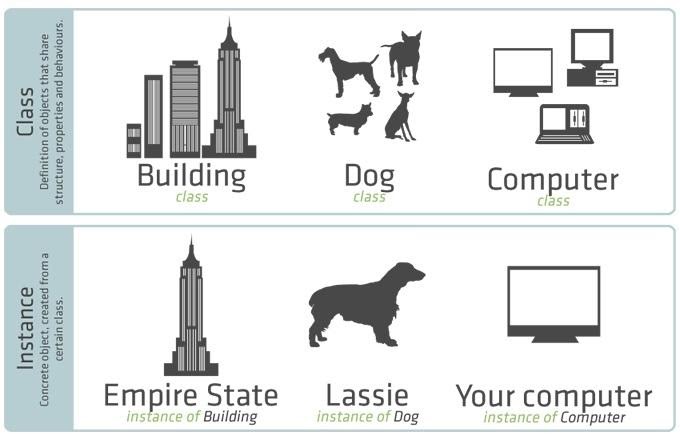 Class
Definition of objects that share
structure, properties and behaviours.
Building
class
Dog
class
Computer
class
Instance
Concrete object, created from a
certain class.
Empire State
instance of Building
Lassie
instance of Dog
Your computer
instance of Computer